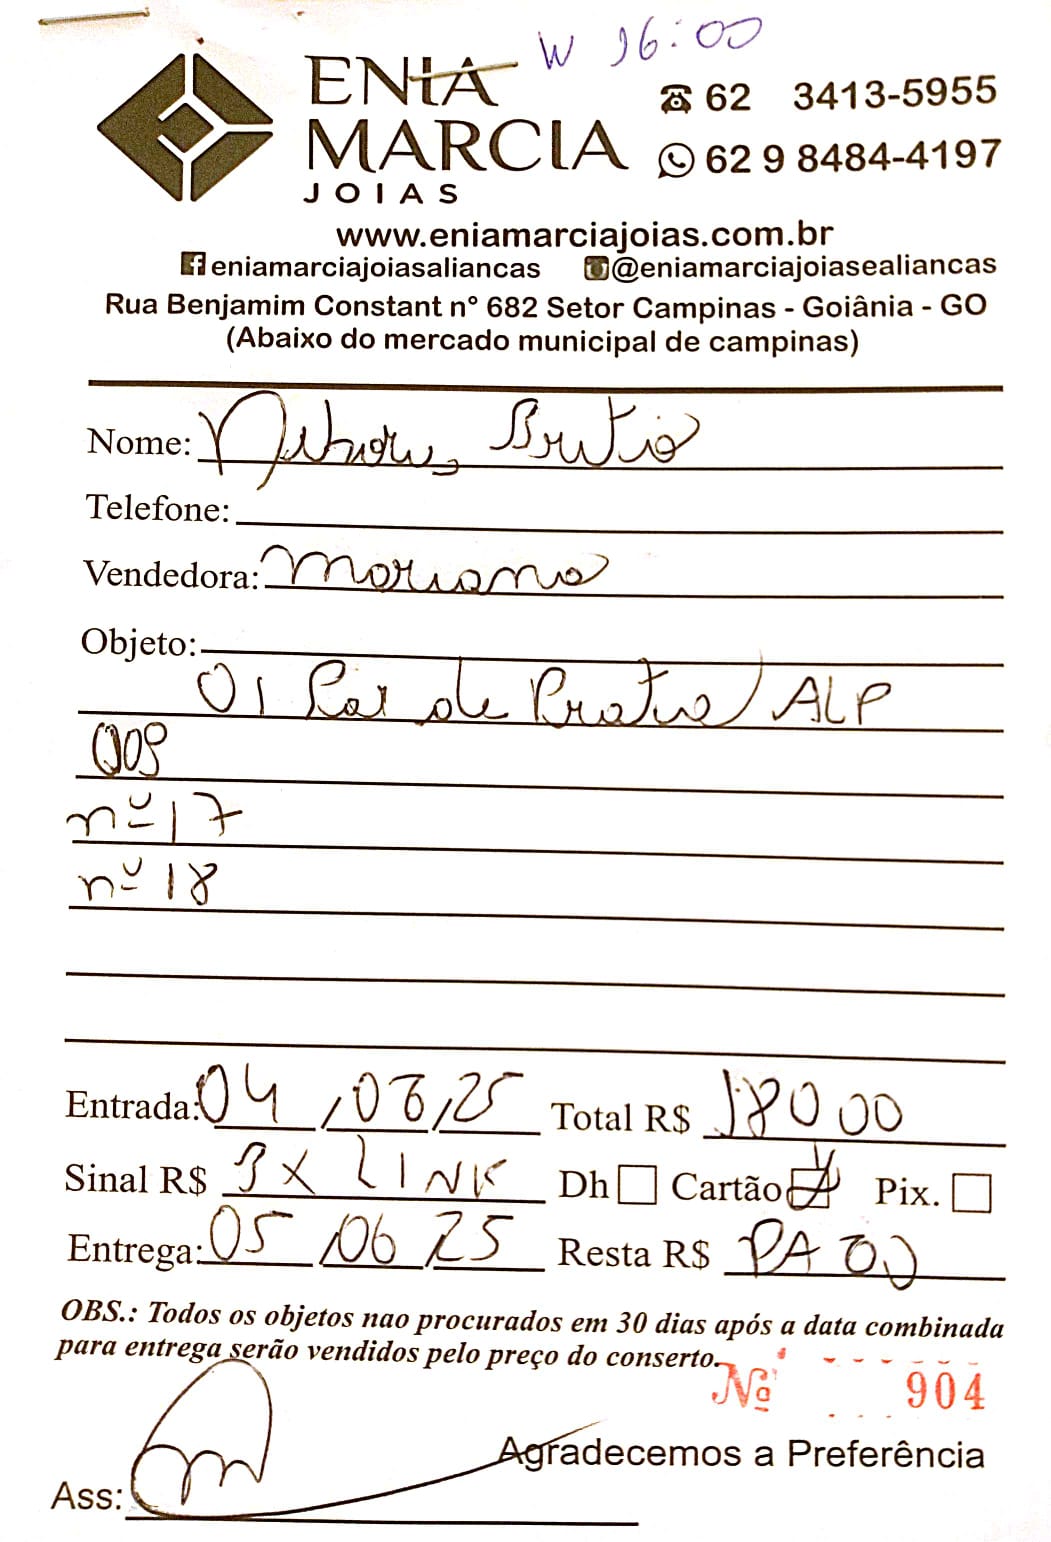 W 16:00
ENIA
MARCIA
JOIAS
62 3413-5955
62 9 8484-4197
www.eniamarciajoias.com.br
eniamarciajoiasaliancas @eniamarciajoiasealiancas
Rua Benjamim Constant nº 682 Setor Campinas - Goiânia - GO
(Abaixo do mercado municipal de campinas)
Nome: Brito
Telefone:
Vendedora: Mariana
Objeto:
01 Par de Prata ALP
009
nº 17
nº 18
Entrada: 04/06/25 Total R$ 180 00
Sinal R$ 3X LINK Dh Cartão Pix.
Entrega: 05/06/25 Resta R$
OBS.: Todos os objetos nao procurados em 30 dias após a data combinada
para entrega serão vendidos pelo preço do conserto.
Nº 904
Agradecemos a Preferência
Ass: